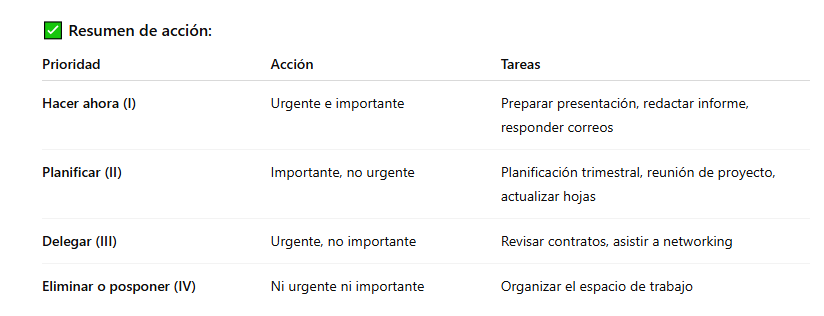 ✅ Resumen de acción:
Prioridad Acción Tareas
Hacer ahora (I) Urgente e importante Preparar presentación, redactar informe,
responder correos
Planificar (II) Importante, no urgente Planificación trimestral, reunión de proyecto,
actualizar hojas
Delegar (III) Urgente, no importante Revisar contratos, asistir a networking
Eliminar o posponer (IV) Ni urgente ni importante Organizar el espacio de trabajo